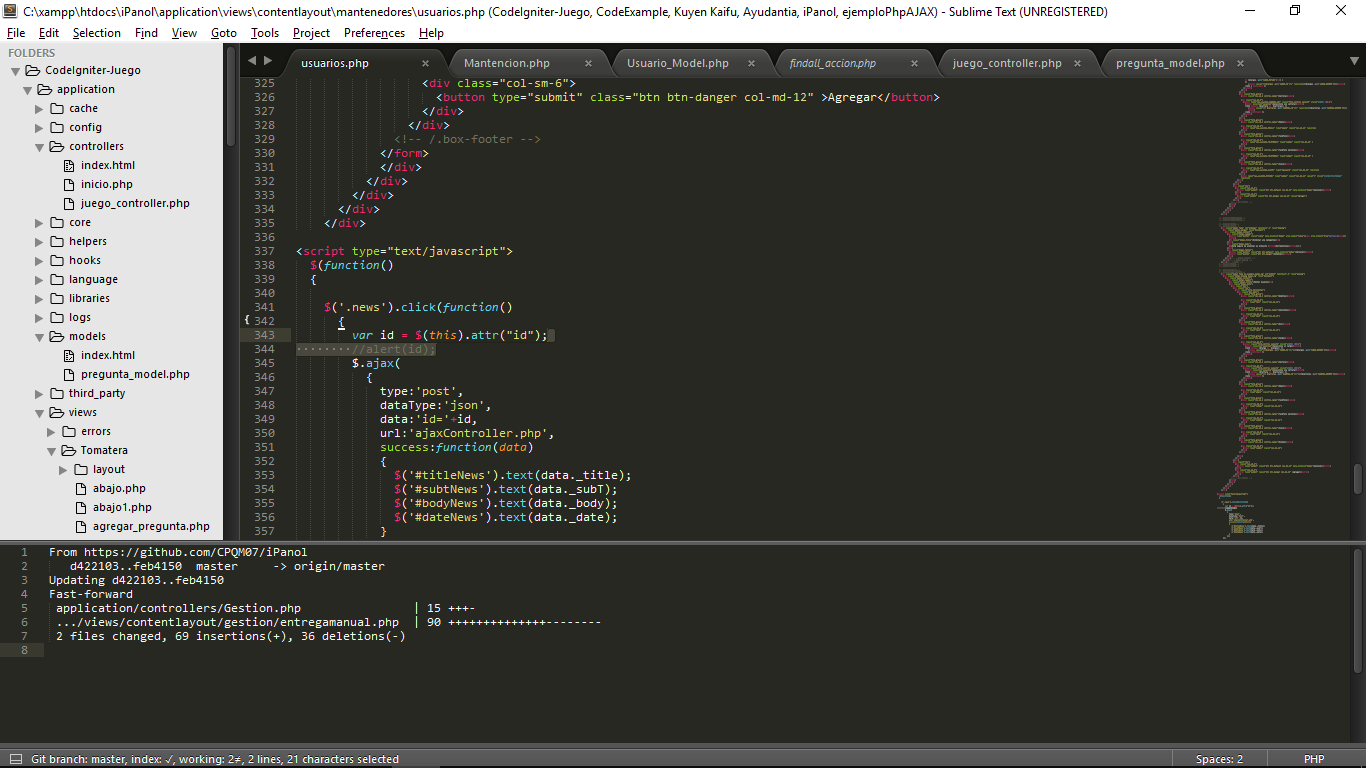 C:\xampp\htdocs\iPanol\application\views\contentlayout\mantenedores\usuarios.php (CodeIgniter-Juego, CodeExample, Kuyen Kaifu, Ayudantia, iPanol, ejemploPhpAJAX) - Sublime Text (UNREGISTERED)
File Edit Selection Find View Goto Tools Project Preferences Help
FOLDERS
CodeIgniter-Juego
application
cache
config
controllers
index.html
inicio.php
juego_controller.php
core
helpers
hooks
language
libraries
logs
models
index.html
pregunta_model.php
third_party
views
errors
Tomatera
layout
abajo.php
abajo1.php
agregar_pregunta.php
usuarios.php × Mantencion.php × Usuario_Model.php × findall_accion.php × juego_controller.php × pregunta_model.php ×
325 <div class="col-sm-6">
326 <button type="submit" class="btn btn-danger col-md-12" >Agregar</button>
327 </div>
328 </div>
329 <!-- /.box-footer -->
330 </form>
331 </div>
332 </div>
333 </div>
334 </div>
335 </div>
336
337 <script type="text/javascript">
338 $(function()
339 {
340
341 $('.news').click(function()
{ 342 {
343 var id = $(this).attr("id");
344 //alert(id);
345 $.ajax(
346 {
347 type:'post',
348 dataType:'json',
349 data:'id='+id,
350 url:'ajaxController.php',
351 success:function(data)
352 {
353 $('#titleNews').text(data._title);
354 $('#subtNews').text(data._subT);
355 $('#bodyNews').text(data._body);
356 $('#dateNews').text(data._date);
357 }
1 From https://github.com/CPQM07/iPanol
2 d422103..feb4150 master -> origin/master
3 Updating d422103..feb4150
4 Fast-forward
5 application/controllers/Gestion.php | 15 +++-
6 .../views/contentlayout/gestion/entregamanual.php | 90 ++++++++++++++--------
7 2 files changed, 69 insertions(+), 36 deletions(-)
8
Git branch: master, index: ✓, working: 2≠, 2 lines, 21 characters selected Spaces: 2 PHP